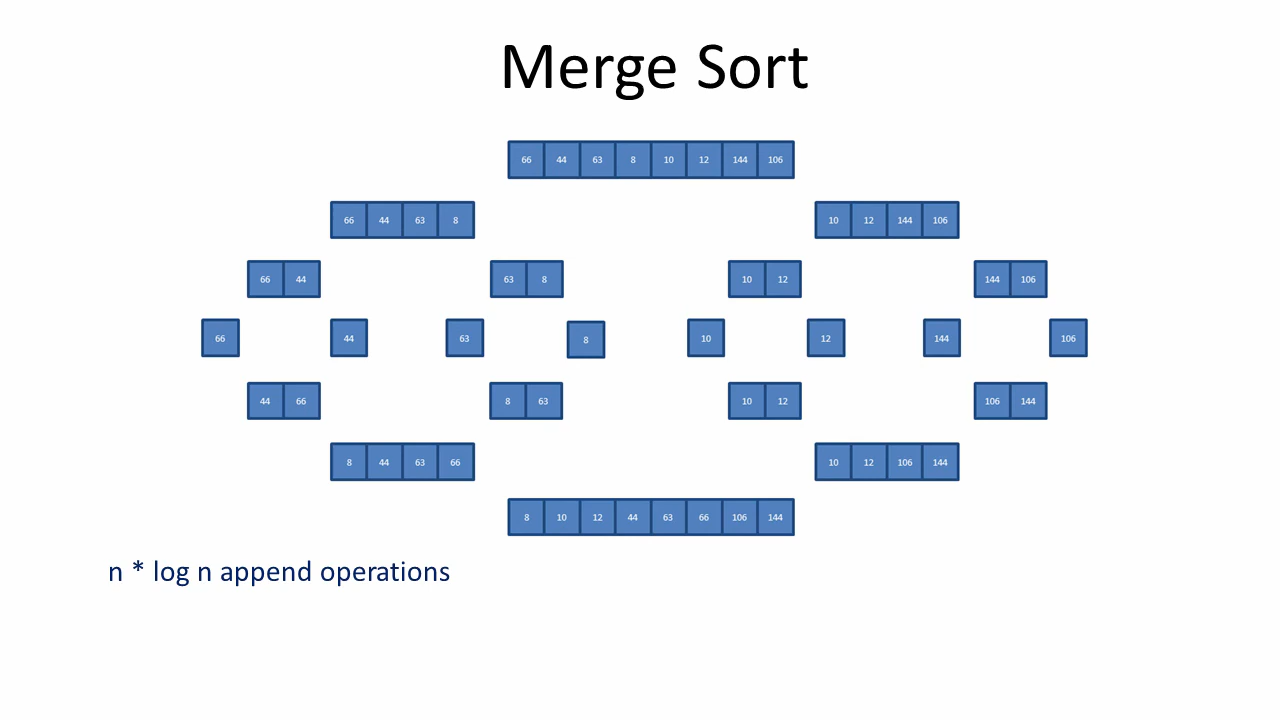 Merge Sort
66 44 63 8 10 12 144 106
66 44 63 8 10 12 144 106
66 44 63 8 10 12 144 106
66 44 63 8 10 12 144 106
44 66 8 63 10 12 106 144
8 44 63 66 10 12 106 144
8 10 12 44 63 66 106 144
n * log n append operations